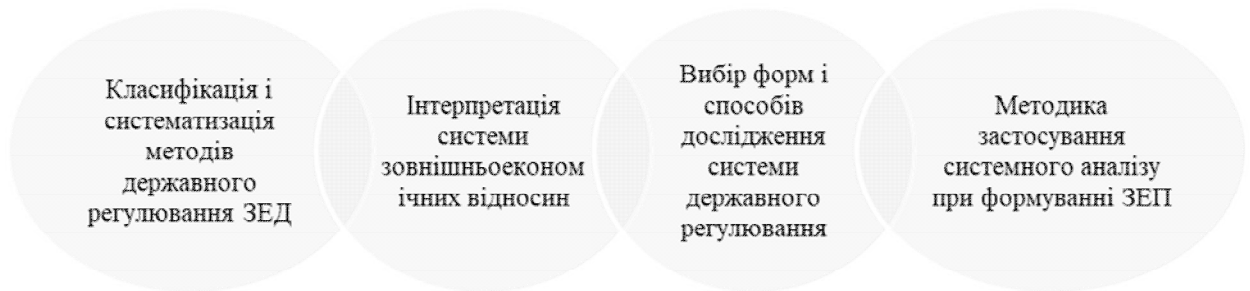 Класифікація і
систематизація
методів
державного
регулювання ЗЕД
Інтерпретація
системи
зовнішньоеконом
ічних відносин
Вибір форм і
способів
дослідження
системи
державного
регулювання
Методика
застосування
системного аналізу
при формуванні ЗЕП